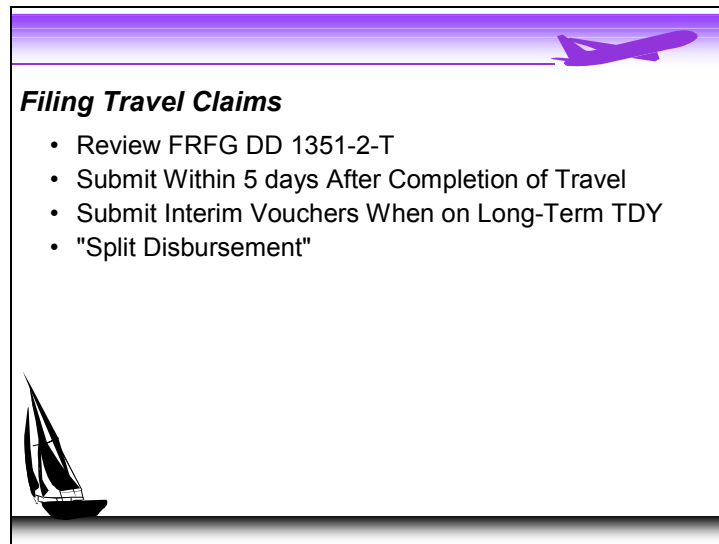 Filing Travel Claims
• Review FRFG DD 1351-2-T
• Submit Within 5 days After Completion of Travel
• Submit Interim Vouchers When on Long-Term TDY
• "Split Disbursement"